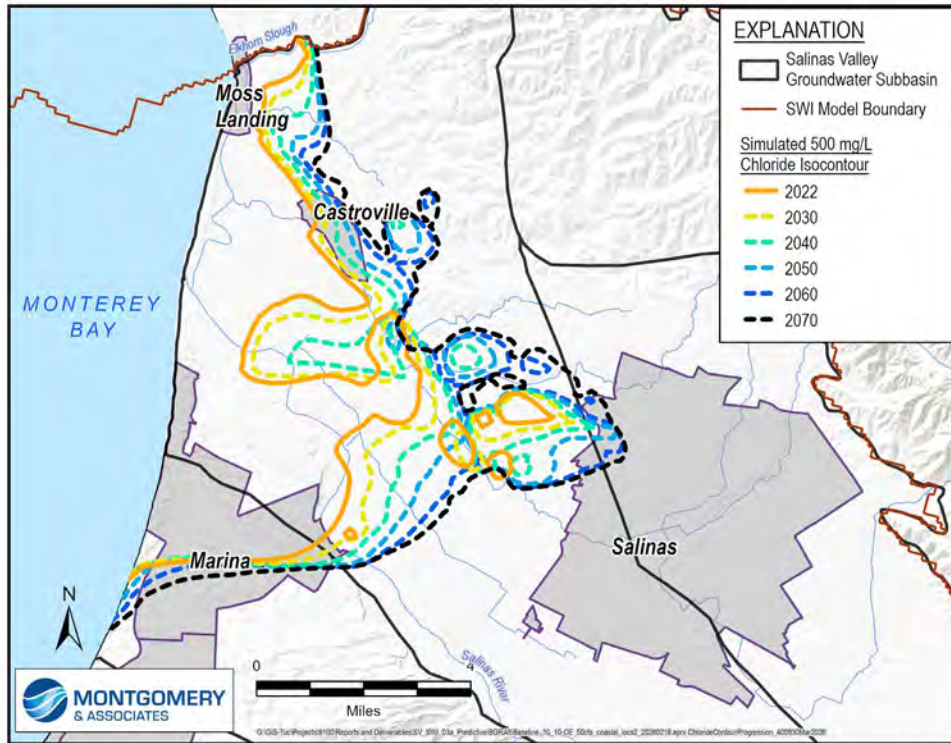 EXPLANATION
Salinas Valley
Groundwater Subbasin
SWI Model Boundary
Simulated 500 mg/L
Chloride Isocontour
2022
2030
2040
2050
2060
2070
Elkhorn Slough
Moss
Landing
Castroville
MONTEREY
BAY
Marina
Salinas
Salinas River
N
0
4
Miles
MONTGOMERY
& ASSOCIATES